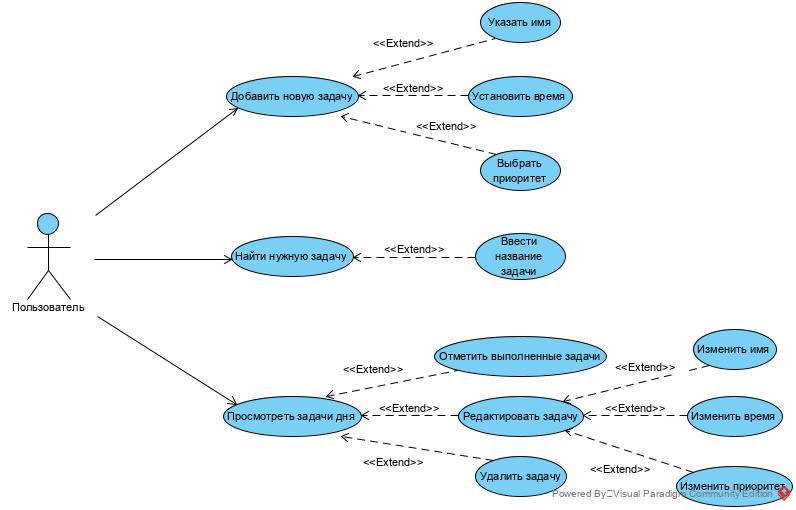 Указать имя
<<Extend>>
Добавить новую задачу
<<Extend>>
Установить время
<<Extend>>
Выбрать
приоритет
Пользователь
Найти нужную задачу
<<Extend>>
Ввести
название
задачи
Отметить выполненные задачи
Изменить имя
<<Extend>>
<<Extend>>
Просмотреть задачи дня
<<Extend>>
Редактировать задачу
<<Extend>>
Изменить время
<<Extend>>
Удалить задачу
<<Extend>>
Изменить приоритет
Powered By Visual Paradigm Community Edition